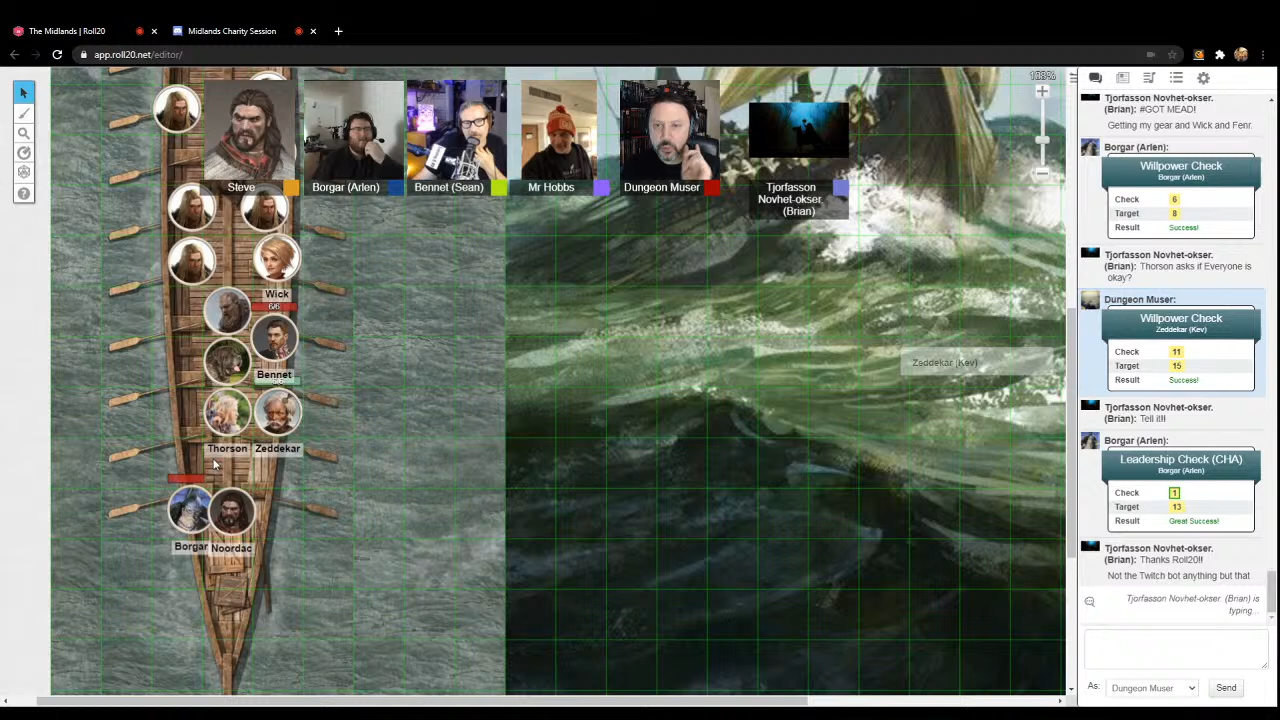 The Midlands | Roll20
Midlands Charity Session
app.roll20.net/editor/
103%
Steve
Borgar (Arlen)
Bennet (Sean)
Mr Hobbs
Dungeon Muser
Tjorfasson
Novhet-okser.
(Brian)
Wick
6/6
Bennet
Thorson
Zeddekar
Borgar
Noordac
Zeddekar (Kev)
Tjorfasson Novhet-okser.
(Brian): #GOT MEAD!
Getting my gear and Wick and Fenr.
Borgar (Arlen):
Willpower Check
Borgar (Arlen)
Check 6
Target 8
Result Success!
Tjorfasson Novhet-okser.
(Brian): Thorson asks if Everyone is
okay?
Dungeon Muser:
Willpower Check
Zeddekar (Kev)
Check 11
Target 15
Result Success!
Tjorfasson Novhet-okser.
(Brian): Tell it!!
Borgar (Arlen):
Leadership Check (CHA)
Borgar (Arlen)
Check 1
Target 13
Result Great Success!
Tjorfasson Novhet-okser.
(Brian): Thanks Roll20!!
Not the Twitch bot anything but that
Tjorfasson Novhet-okser. (Brian) is
typing...
As: Dungeon Muser Send